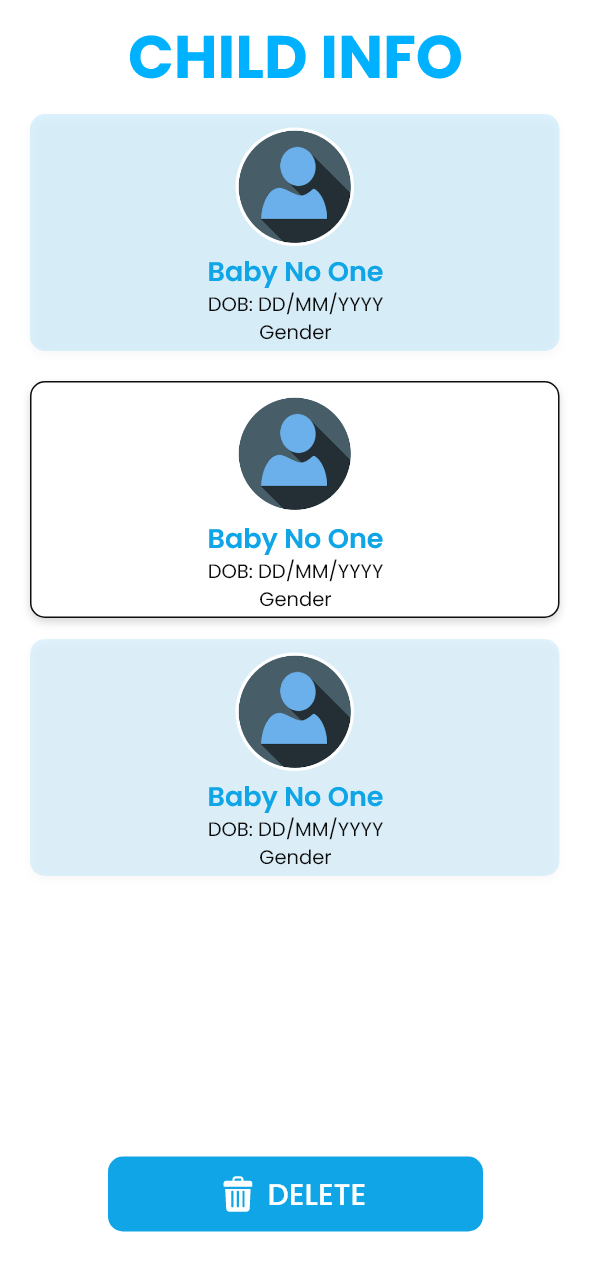 CHILD INFO
Baby No One
DOB: DD/MM/YYYY
Gender
Baby No One
DOB: DD/MM/YYYY
Gender
Baby No One
DOB: DD/MM/YYYY
Gender
DELETE